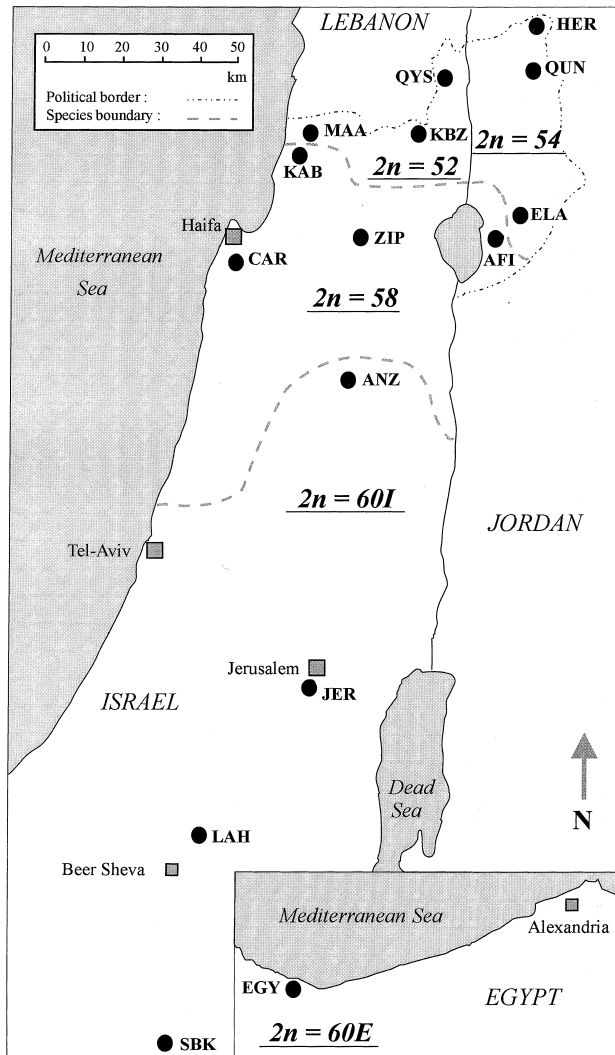 LEBANON
HER
0 10 20 30 40 50
km
QYS
QUN
Political border :
Species boundary :
MAA
KBZ
2n = 54
KAB
2n = 52
ELA
Haifa
ZIP
AFI
Mediterranean
Sea
CAR
2n = 58
ANZ
2n = 60I
JORDAN
Tel-Aviv
Jerusalem
ISRAEL
JER
Dead
Sea
N
LAH
Beer Sheva
Mediterranean Sea
Alexandria
EGY
EGYPT
2n = 60E
SBK